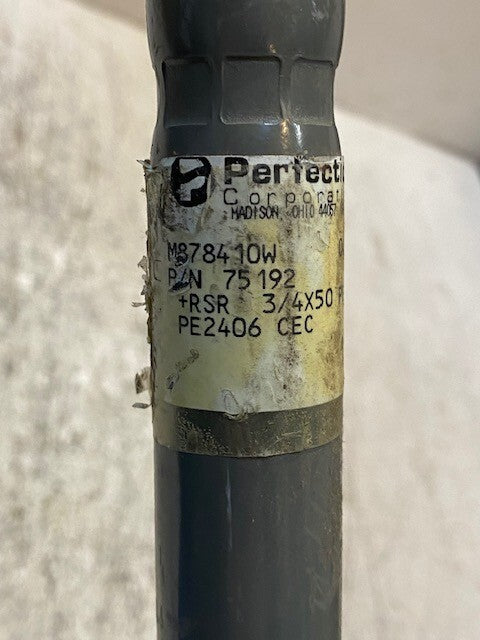 Perfecti
Corporat
MADISON, OHIO 44057
M878410W
P/N 75192
+RSR 3/4X50
PE2406 CEC